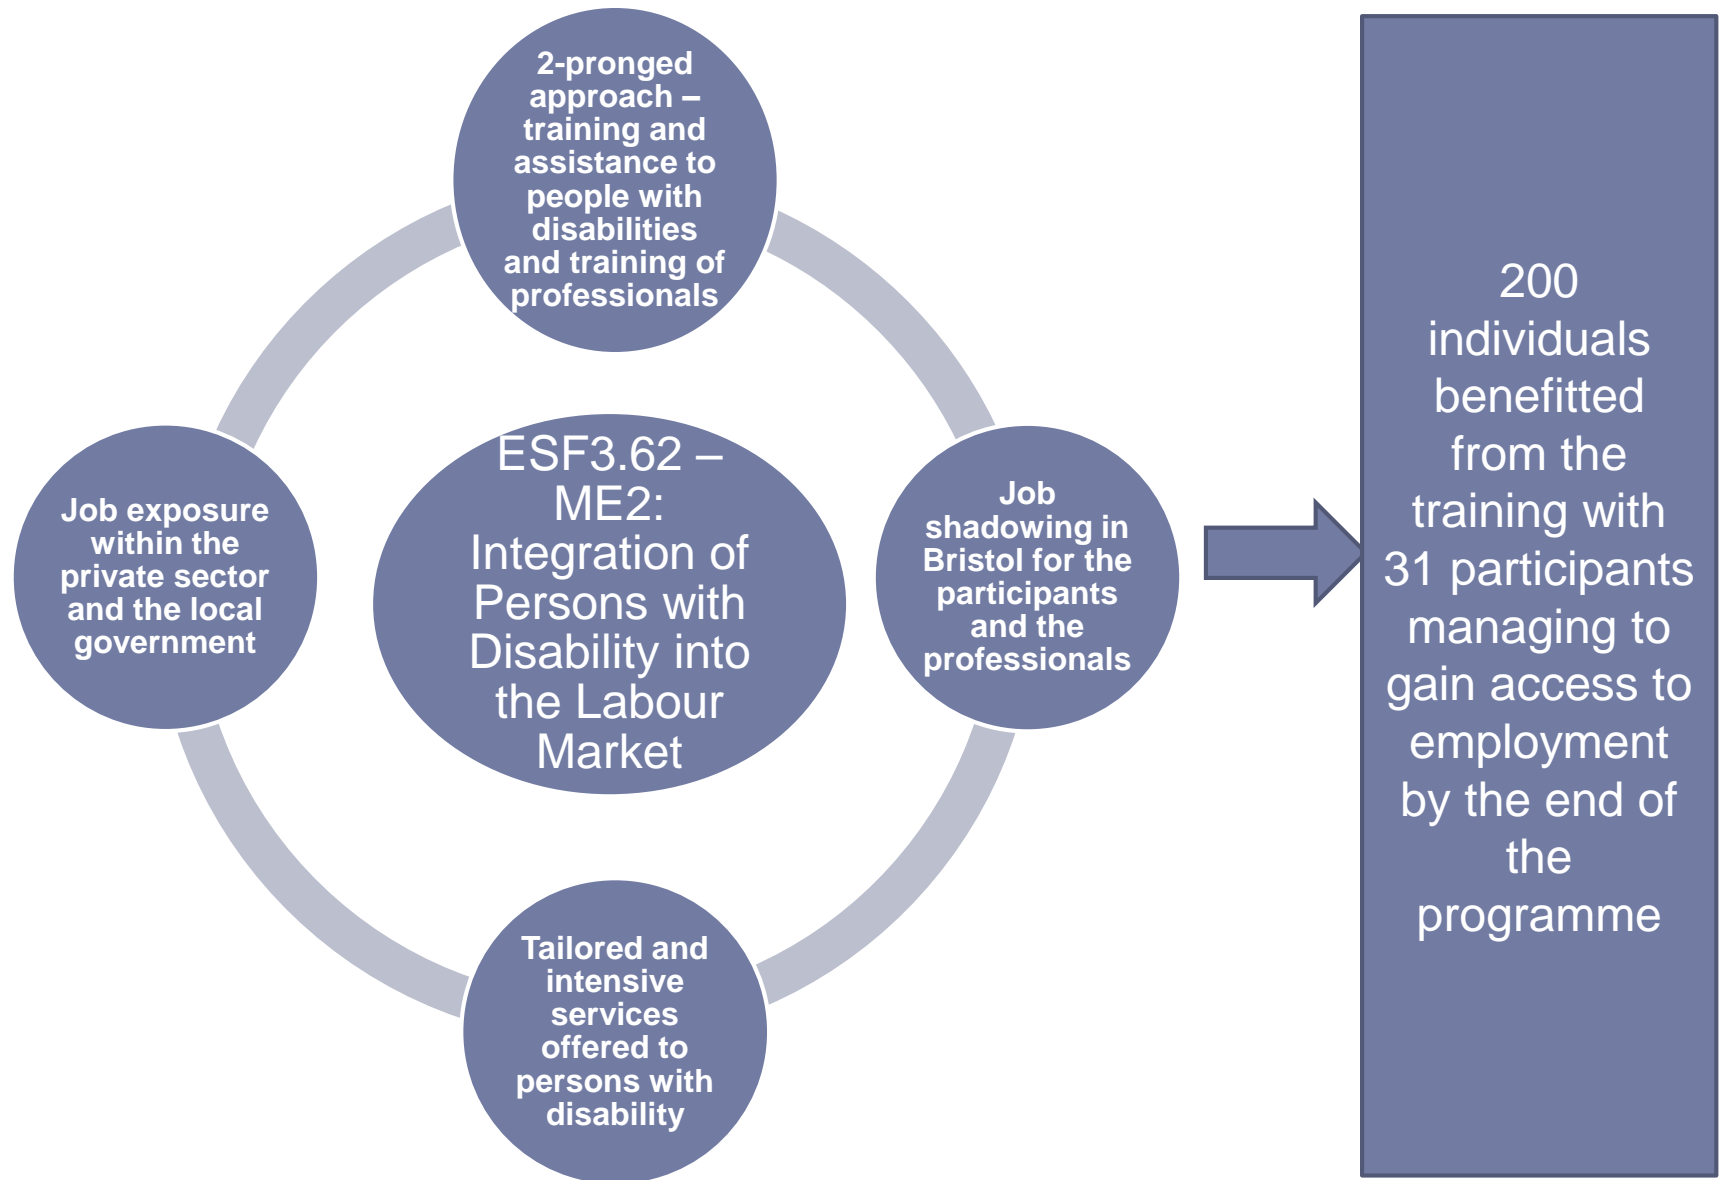 2-pronged
approach –
training and
assistance to
people with
disabilities
and training of
professionals
ESF3.62 –
ME2:
Integration of
Persons with
Disability into
the Labour
Market
Job
shadowing in
Bristol for the
participants
and the
professionals
Tailored and
intensive
services
offered to
persons with
disability
Job exposure
within the
private sector
and the local
government
200
individuals
benefitted
from the
training with
31 participants
managing to
gain access to
employment
by the end of
the
programme